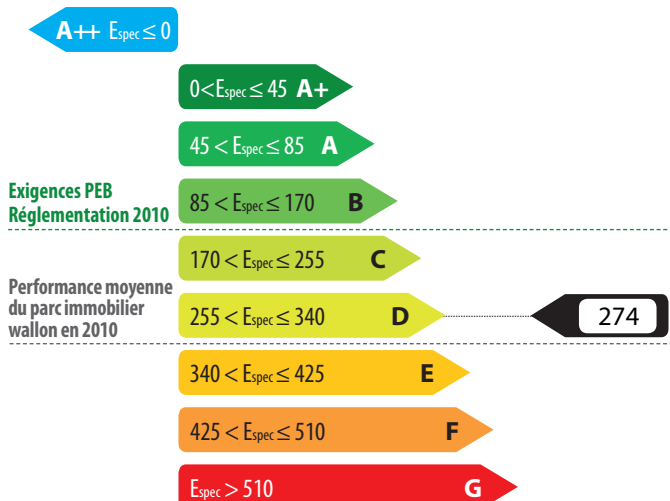 A++ Espec ≤ 0
0 < Espec ≤ 45 A+
45 < Espec ≤ 85 A
Exigences PEB
Réglementation 2010
85 < Espec ≤ 170 B
170 < Espec ≤ 255 C
Performance moyenne
du parc immobilier
wallon en 2010
255 < Espec ≤ 340 D
274
340 < Espec ≤ 425 E
425 < Espec ≤ 510 F
Espec > 510 G